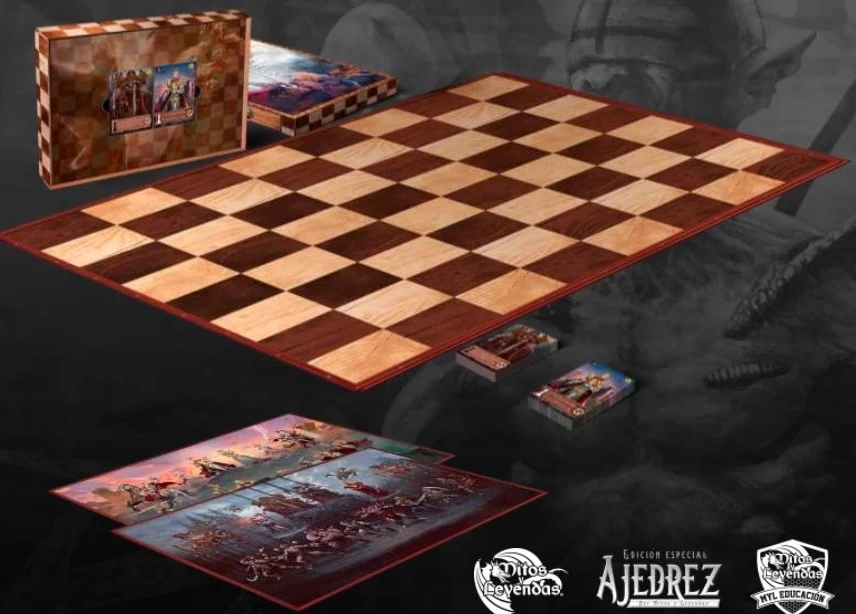 Mitos
y
Leyendas
EDICIÓN ESPECIAL
AJEDREZ
Mitos
y
Leyendas
MYL EDUCACIÓN